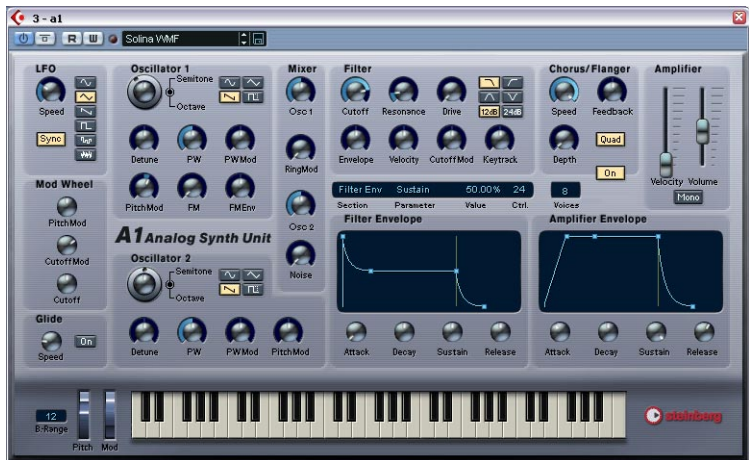 3 - a1
R W Solina WMF
LFO
Speed
Sync
Oscillator 1
Semitone
Octave
Detune PW PWMod
PitchMod FM FMEnv
Mixer
Osc 1
RingMod
Osc 2
Noise
Filter
Cutoff Resonance Drive
12dB 24dB
Envelope Velocity CutoffMod Keytrack
Chorus/Flanger
Speed Feedback
Depth
Quad
On
Amplifier
Velocity Volume
Mono
Mod Wheel
PitchMod
CutoffMod
Cutoff
Filter Env Sustain 50.00% 24 8
Section Parameter Value Ctrl. Voices
A1 Analog Synth Unit
Oscillator 2
Semitone
Octave
Detune PW PWMod PitchMod
Filter Envelope
Attack Decay Sustain Release
Amplifier Envelope
Attack Decay Sustain Release
Glide
Speed
On
12
B.-Range
Pitch Mod
steinberg